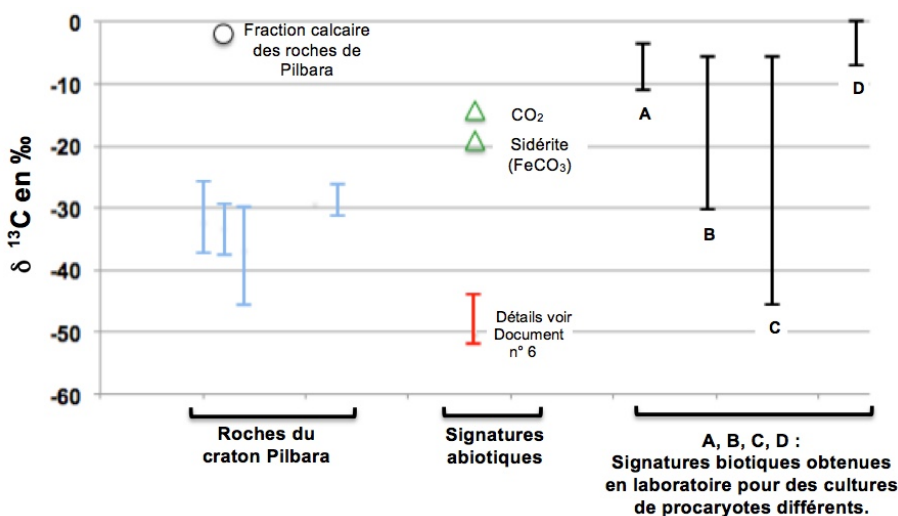 0
-10
-20
-30
-40
-50
-60
δ ¹³C en ‰
Fraction calcaire
des roches de
Pilbara
CO₂
Sidérite
(FeCO₃)
Détails voir
Document
n° 6
A
B
C
D
Roches du
craton Pilbara
Signatures
abiotiques
A, B, C, D :
Signatures biotiques obtenues
en laboratoire pour des cultures
de procaryotes différents.